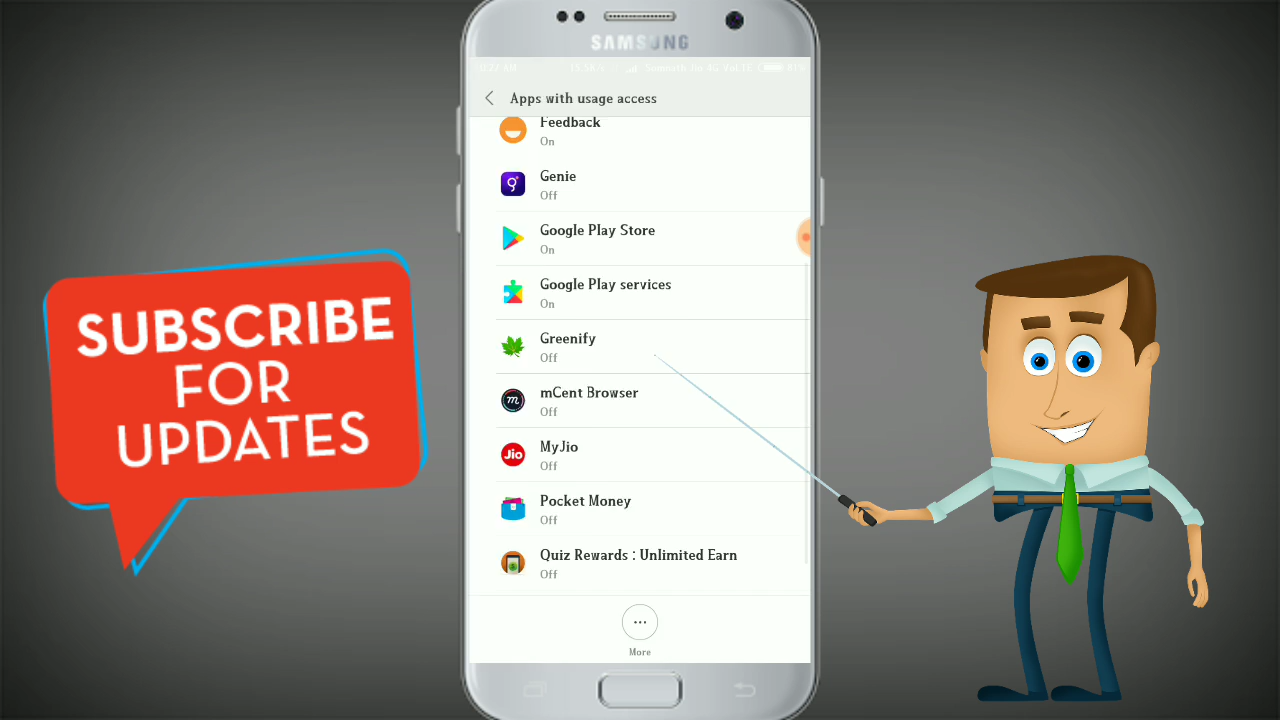 SAMSUNG
Apps with usage access
Feedback
On
Genie
Off
Google Play Store
On
Google Play services
On
Greenify
Off
mCent Browser
Off
MyJio
Off
Pocket Money
Off
Quiz Rewards : Unlimited Earn
Off
More
SUBSCRIBE
FOR
UPDATES
m
Jio